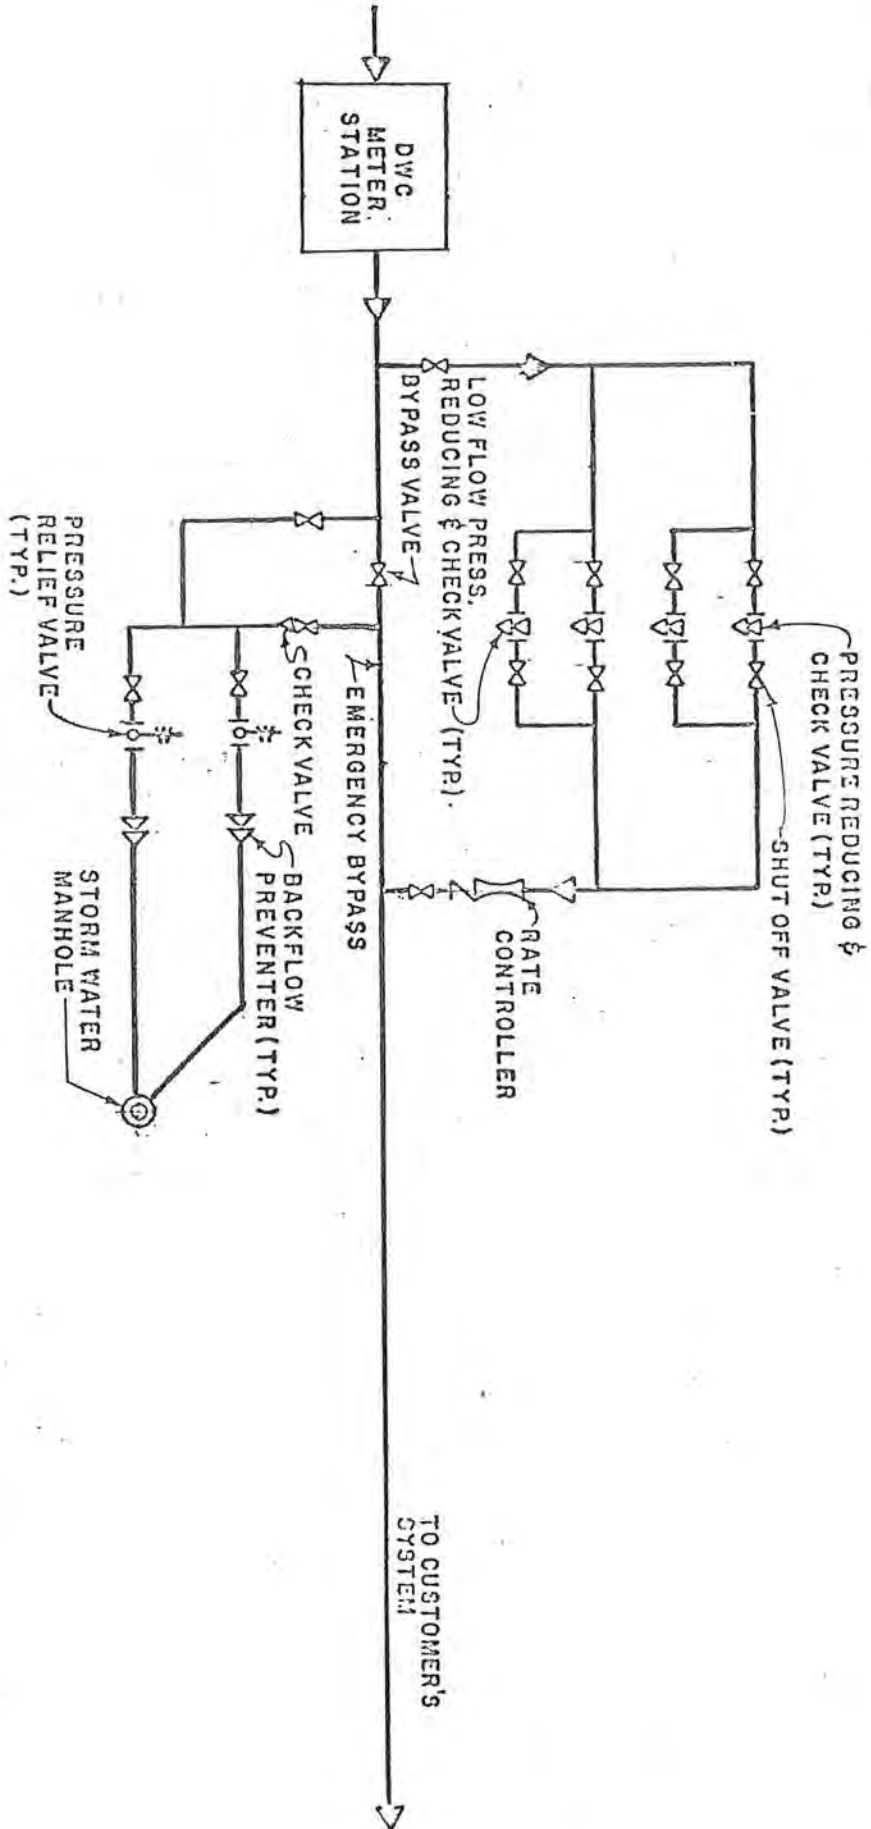 DWC
METER
STATION
PRESSURE REDUCING &
CHECK VALVE (TYP.)
SHUT OFF VALVE (TYP.)
LOW FLOW PRESS.
REDUCING & CHECK VALVE (TYP.).
BYPASS VALVE
RATE
CONTROLLER
EMERGENCY BYPASS
CHECK VALVE
BACKFLOW
PREVENTER (TYP.)
PRESSURE
RELIEF VALVE
(TYP.)
STORM WATER
MANHOLE
TO CUSTOMER'S
SYSTEM